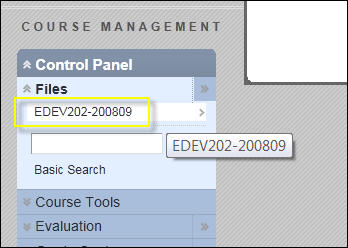 COURSE MANAGEMENT
Control Panel
Files
EDEV202-200809
EDEV202-200809
Basic Search
Course Tools
Evaluation